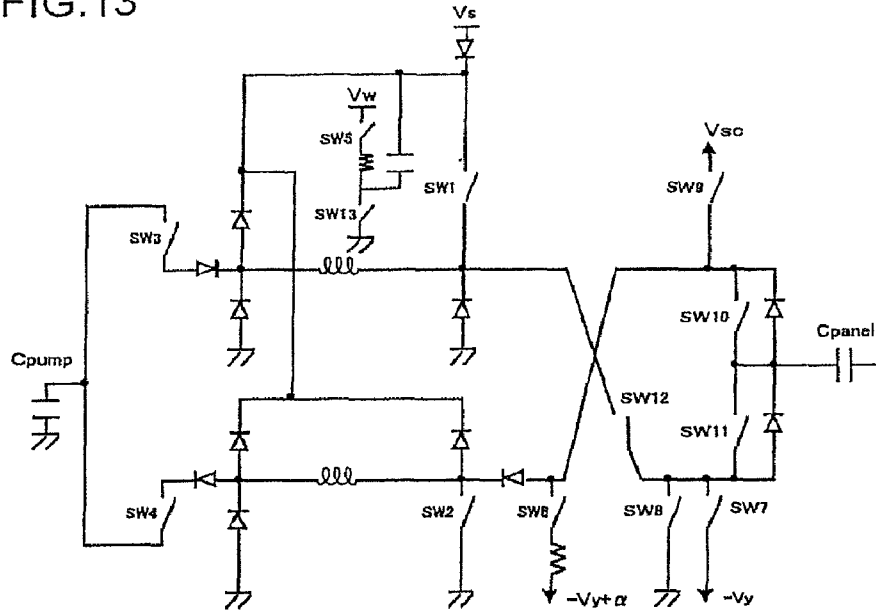 FIG.13
Vs
Vw
SW5
SW1
SW13
Vsc
SW9
SW3
SW10
Cpanel
Cpump
SW12
SW11
SW4
SW2
SW6
SW8
SW7
-Vy+α
-Vy